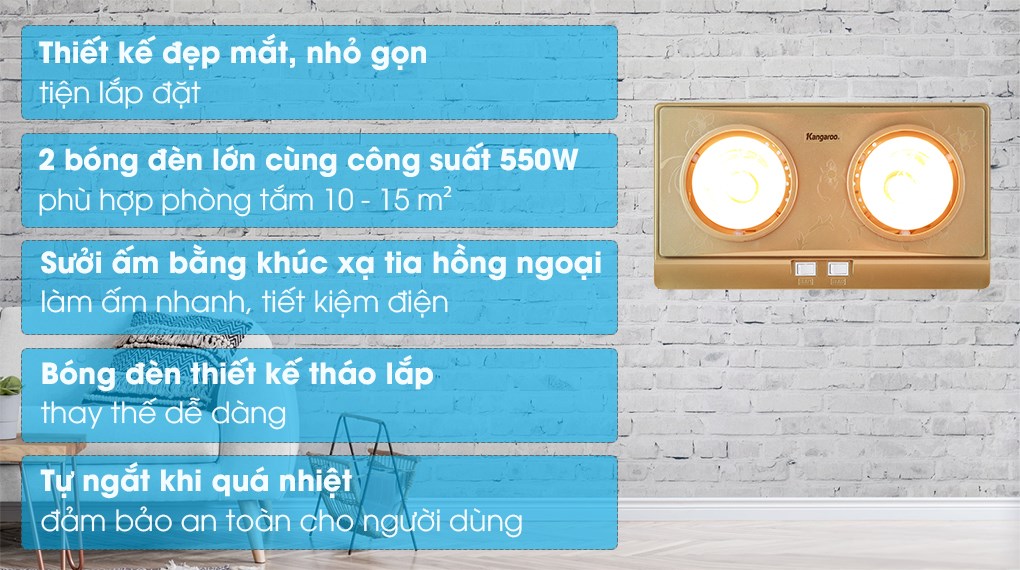 Thiết kế đẹp mắt, nhỏ gọn
tiện lắp đặt
2 bóng đèn lớn cùng công suất 550W
phù hợp phòng tắm 10 - 15 m²
Sưởi ấm bằng khúc xạ tia hồng ngoại
làm ấm nhanh, tiết kiệm điện
Bóng đèn thiết kế tháo lắp
thay thế dễ dàng
Tự ngắt khi quá nhiệt
đảm bảo an toàn cho người dùng
Kangaroo